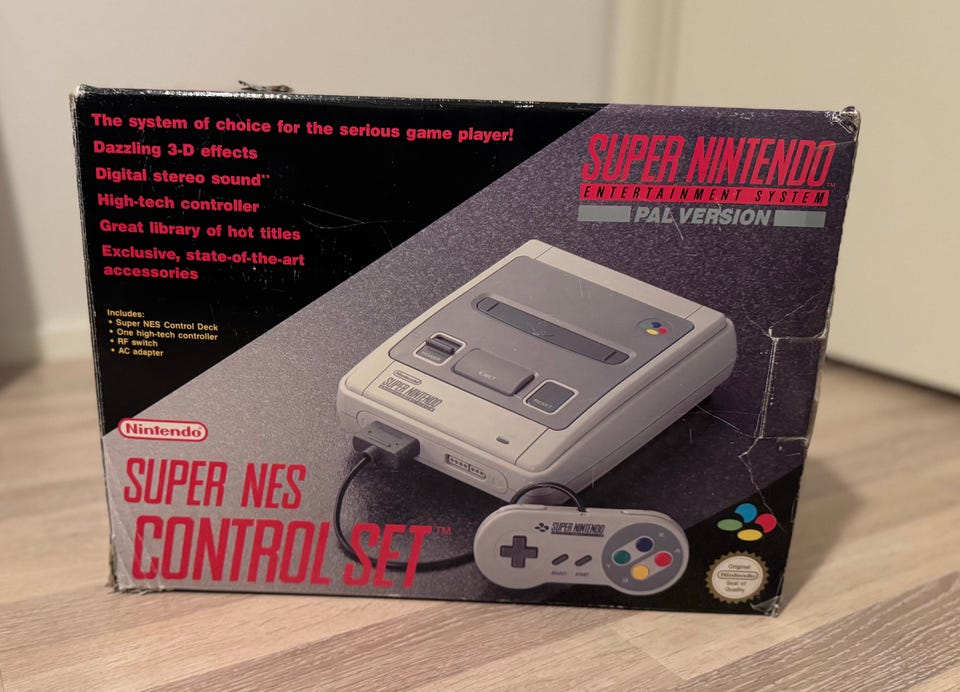 The system of choice for the serious game player!
Dazzling 3-D effects
Digital stereo sound**
High-tech controller
Great library of hot titles
Exclusive, state-of-the-art
accessories
Includes:
• Super NES Control Deck
• One high-tech controller
• RF switch
• AC adapter
SUPER NINTENDO™
ENTERTAINMENT SYSTEM
PAL VERSION
POWER
EJECT
RESET
Nintendo
SUPER NINTENDO
Nintendo
SUPER NES
CONTROL SET™
SUPER NINTENDO
SELECT START
X
Y
Original
Nintendo
Seal of
Quality